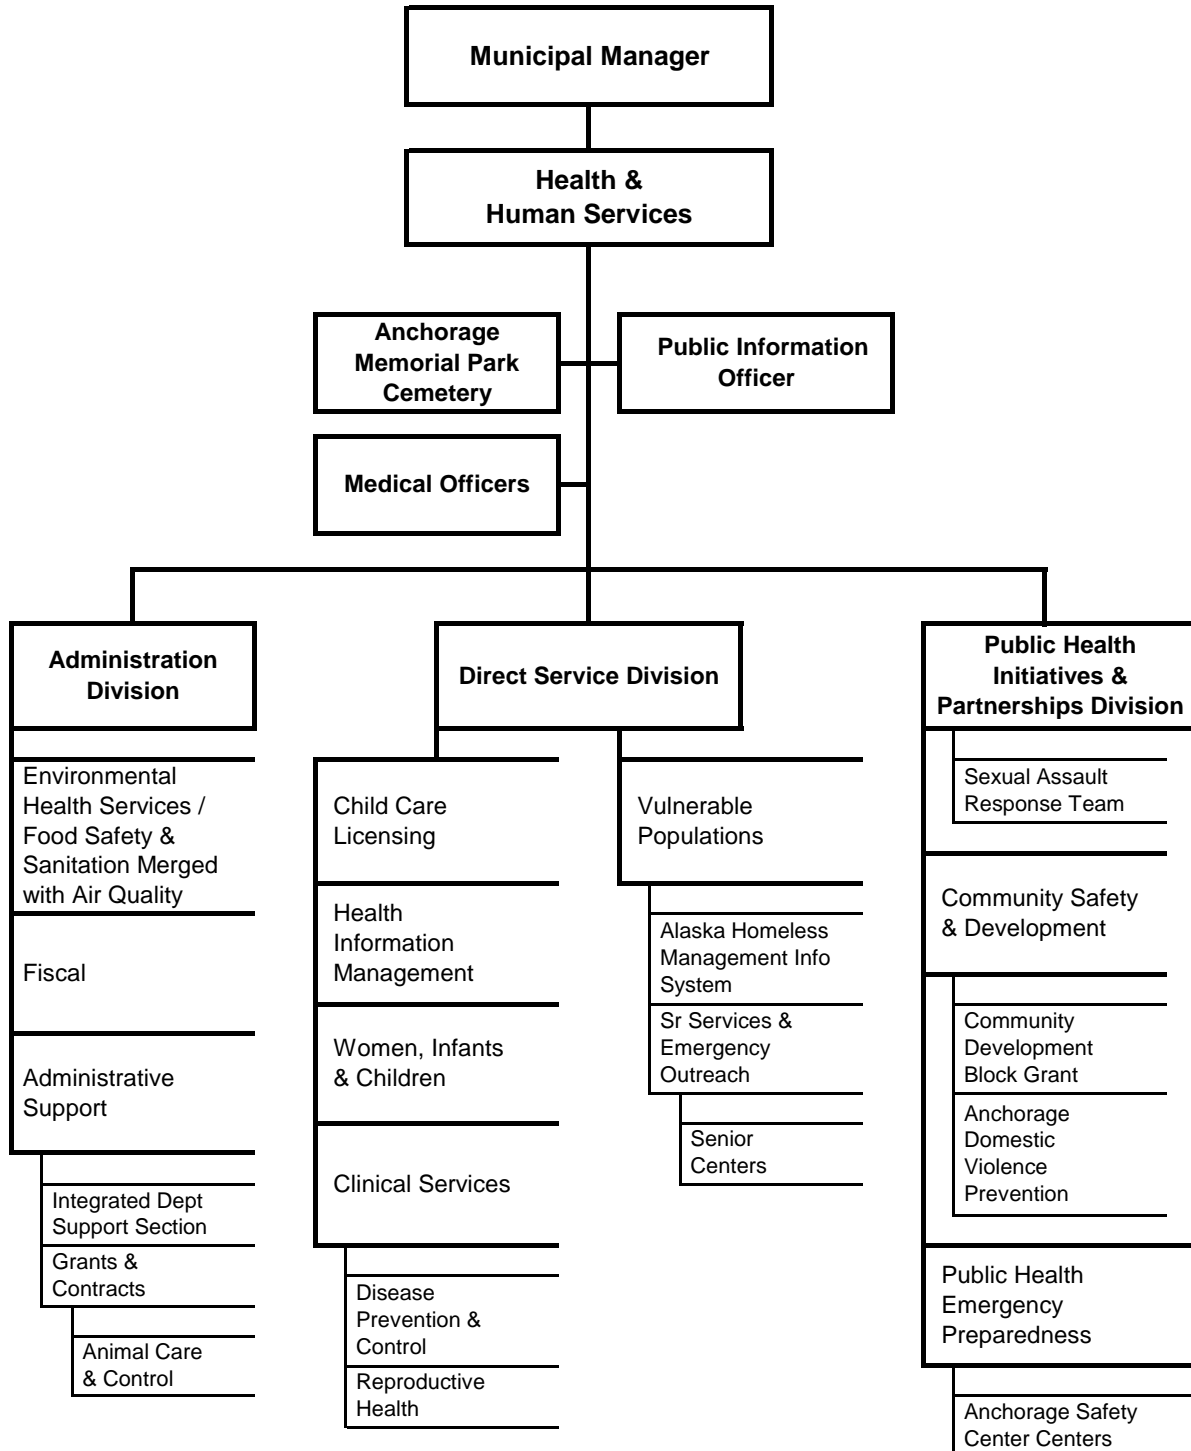 Municipal Manager
Health &
Human Services
Anchorage
Memorial Park
Cemetery
Public Information
Officer
Medical Officers
Administration
Division
Environmental
Health Services /
Food Safety &
Sanitation Merged
with Air Quality
Fiscal
Administrative
Support
Integrated Dept
Support Section
Grants &
Contracts
Animal Care
& Control
Direct Service Division
Child Care
Licensing
Health
Information
Management
Women, Infants
& Children
Clinical Services
Disease
Prevention &
Control
Reproductive
Health
Vulnerable
Populations
Alaska Homeless
Management Info
System
Sr Services &
Emergency
Outreach
Senior
Centers
Public Health
Initiatives &
Partnerships Division
Sexual Assault
Response Team
Community Safety
& Development
Community
Development
Block Grant
Anchorage
Domestic
Violence
Prevention
Public Health
Emergency
Preparedness
Anchorage Safety
Center Centers